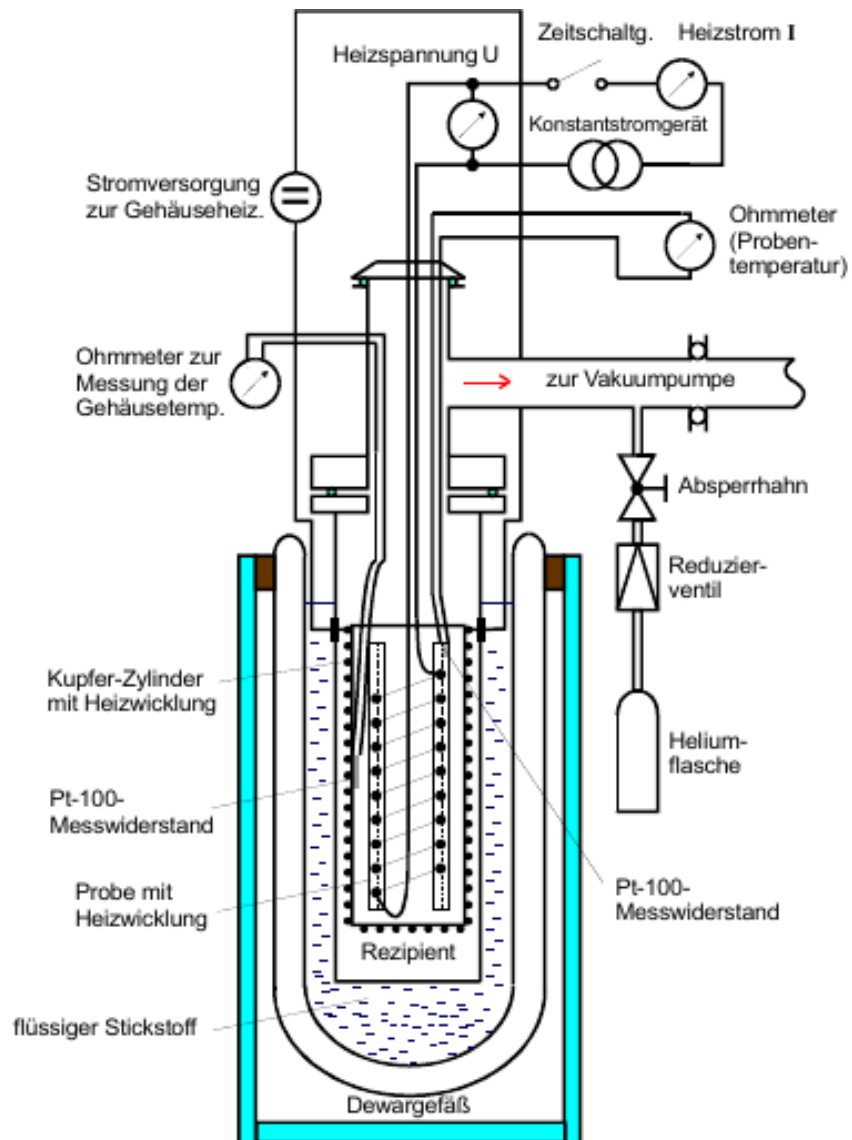 Heizspannung U
Zeitschaltg.
Heizstrom I
Konstantstromgerät
Stromversorgung
zur Gehäuseheiz.
Ohmmeter
(Proben-
temperatur)
Ohmmeter zur
Messung der
Gehäusetemp.
zur Vakuumpumpe
Absperrhahn
Reduzier-
ventil
Kupfer-Zylinder
mit Heizwicklung
Helium-
flasche
Pt-100-
Messwiderstand
Probe mit
Heizwicklung
Pt-100-
Messwiderstand
Rezipient
flüssiger Stickstoff
Dewargefäß